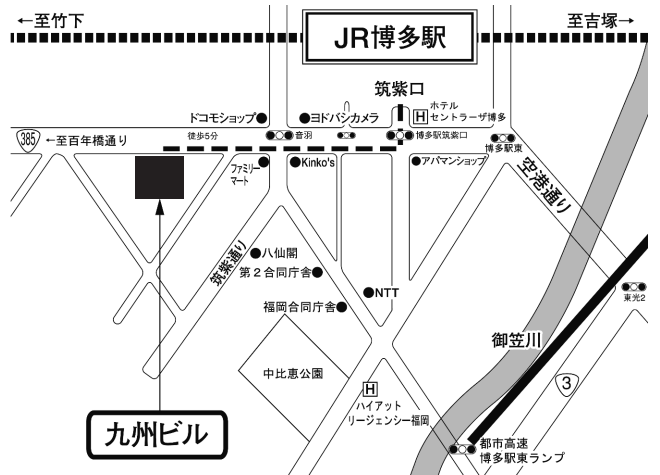 ←至竹下
至吉塚→
JR博多駅
筑紫口
ホテル
セントラーザ博多
H
ドコモショップ
ヨドバシカメラ
385
←至百年橋通り
徒歩5分
音羽
博多駅筑紫口
博多駅東
ファミリー
マート
Kinko's
アパマンショップ
空港通り
筑紫通り
八仙閣
第2合同庁舎
福岡合同庁舎
NTT
東光2
御笠川
中比恵公園
3
H
ハイアット
リージェンシー福岡
九州ビル
都市高速
博多駅東ランプ